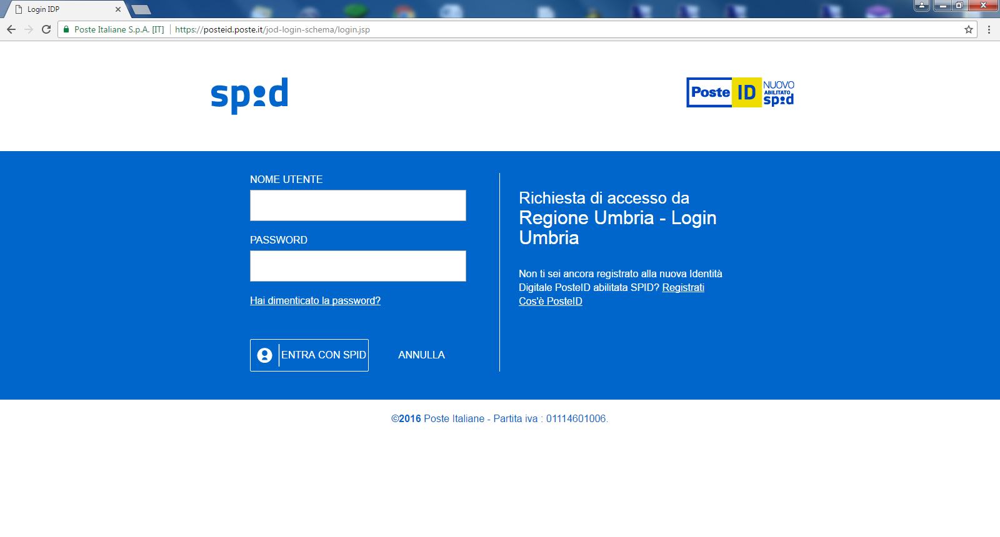 Login IDP
Poste Italiane S.p.A. [IT] https://posteid.poste.it/jod-login-schema/login.jsp
spid
Poste ID NUOVO ABILITATO spid
NOME UTENTE
PASSWORD
Hai dimenticato la password?
ENTRA CON SPID ANNULLA
Richiesta di accesso da
Regione Umbria - Login
Umbria
Non ti sei ancora registrato alla nuova Identità
Digitale PosteID abilitata SPID? Registrati
Cos'è PosteID
©2016 Poste Italiane - Partita iva : 01114601006.